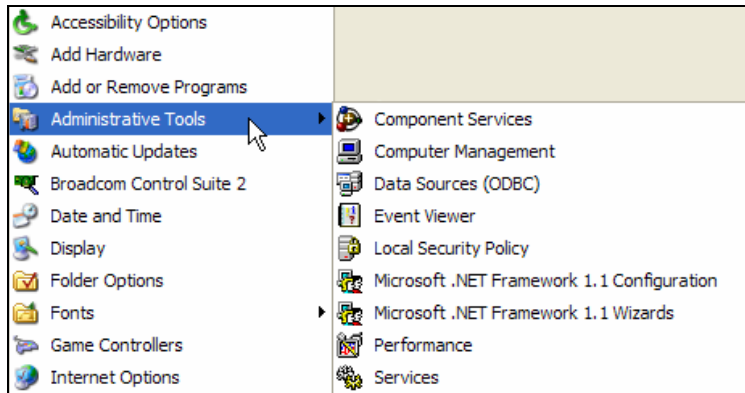 Accessibility Options
Add Hardware
Add or Remove Programs
Administrative Tools
Automatic Updates
Broadcom Control Suite 2
Date and Time
Display
Folder Options
Fonts
Game Controllers
Internet Options
Component Services
Computer Management
Data Sources (ODBC)
Event Viewer
Local Security Policy
Microsoft .NET Framework 1.1 Configuration
Microsoft .NET Framework 1.1 Wizards
Performance
Services